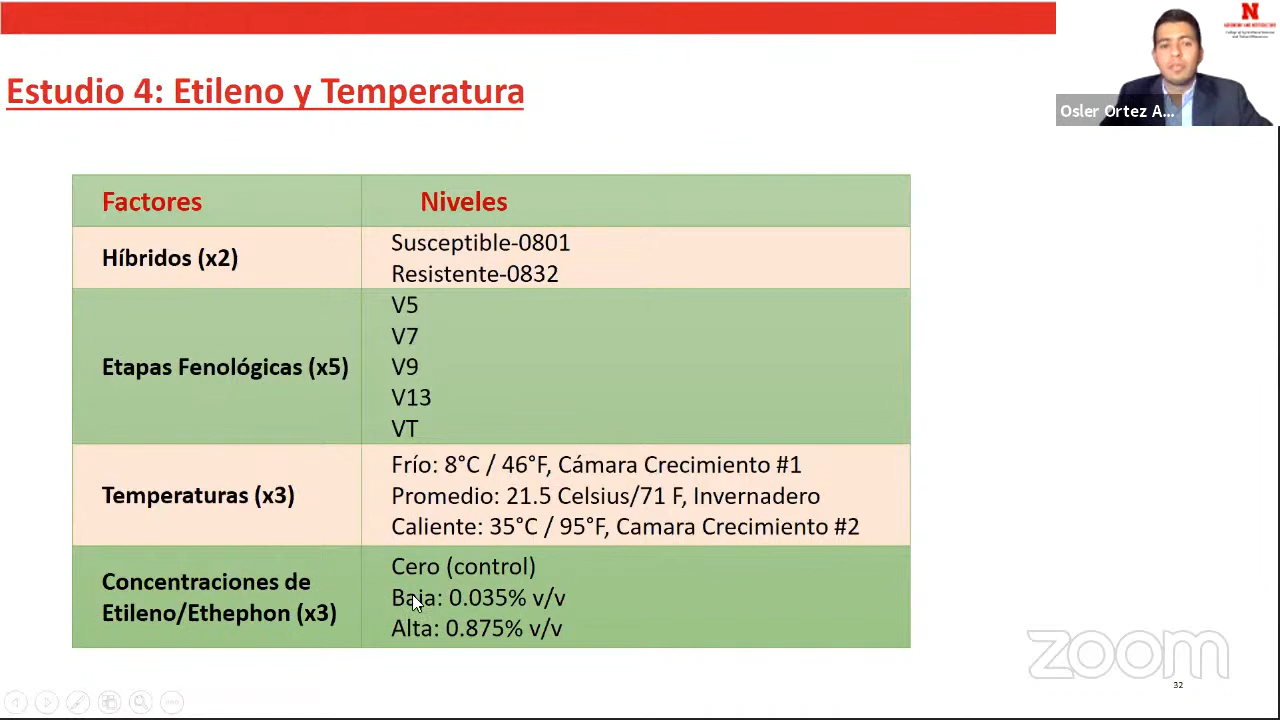 Estudio 4: Etileno y Temperatura
N
Osler Ortez A...
Factores
Niveles
Híbridos (x2)
Susceptible-0801
Resistente-0832
Etapas Fenológicas (x5)
V5
V7
V9
V13
VT
Temperaturas (x3)
Frío: 8°C / 46°F, Cámara Crecimiento #1
Promedio: 21.5 Celsius/71 F, Invernadero
Caliente: 35°C / 95°F, Camara Crecimiento #2
Concentraciones de
Etileno/Ethephon (x3)
Cero (control)
Baja: 0.035% v/v
Alta: 0.875% v/v
zoom
32